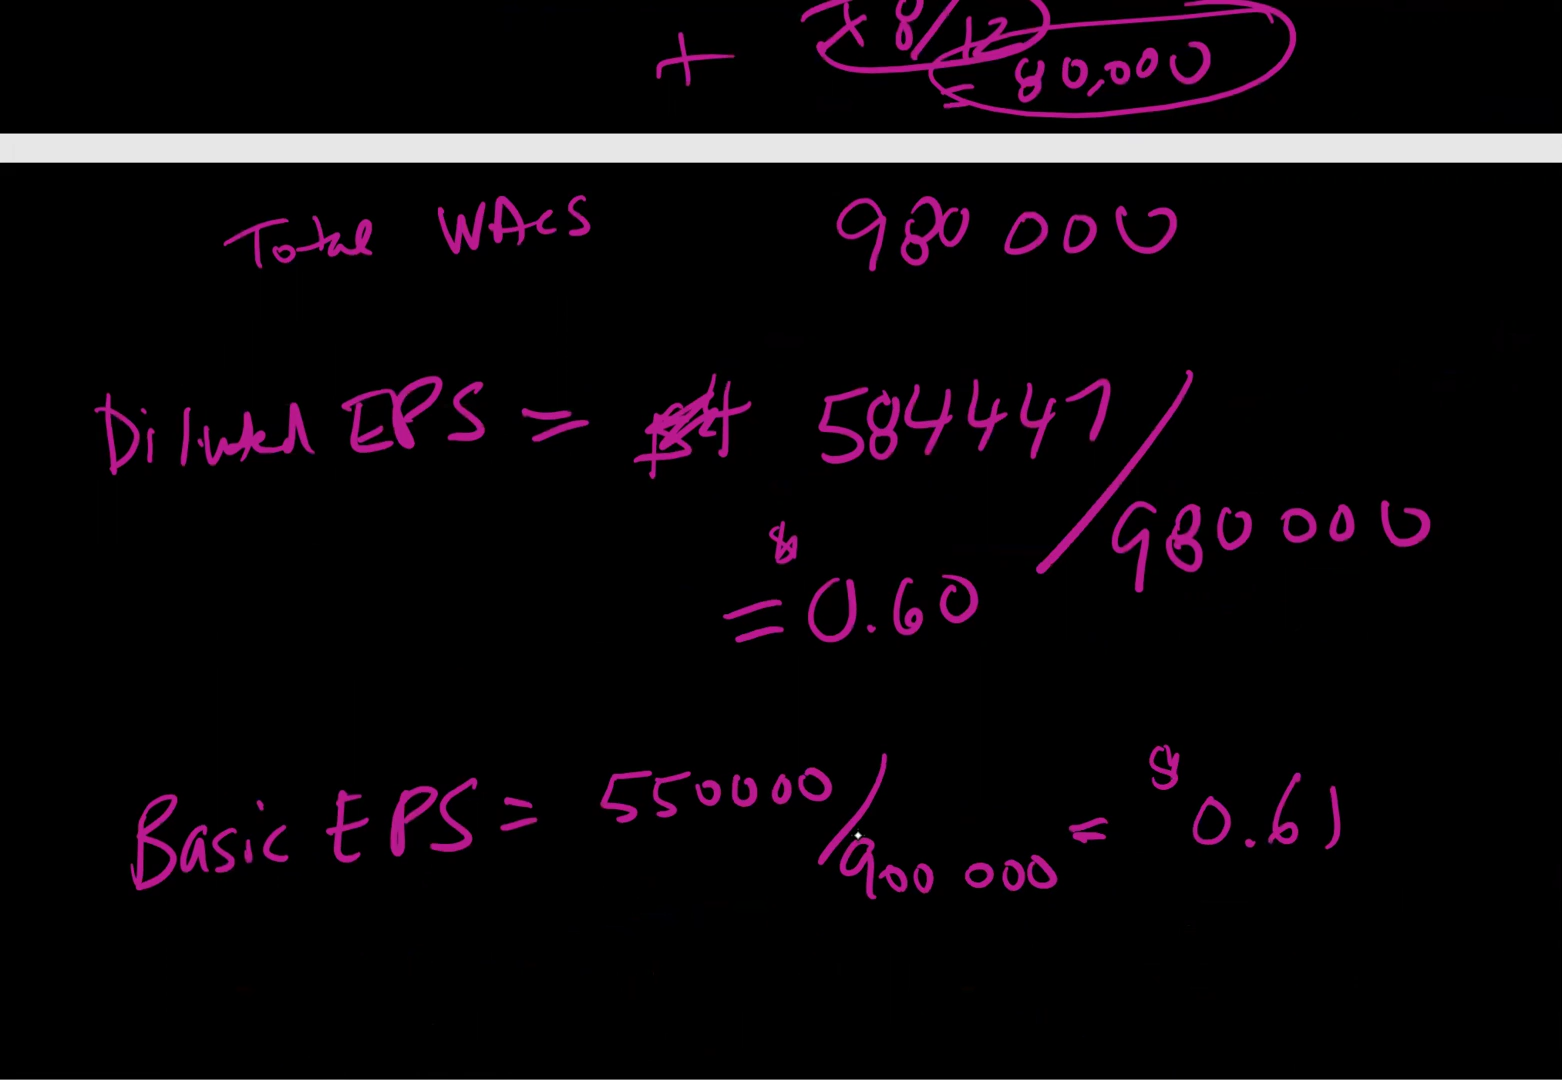 x 8/12
+ = 80,000
Total WACS 980 000
Diluted EPS = 584447/980000
= $0.60
Basic EPS = 550000/900 000 = $0.61